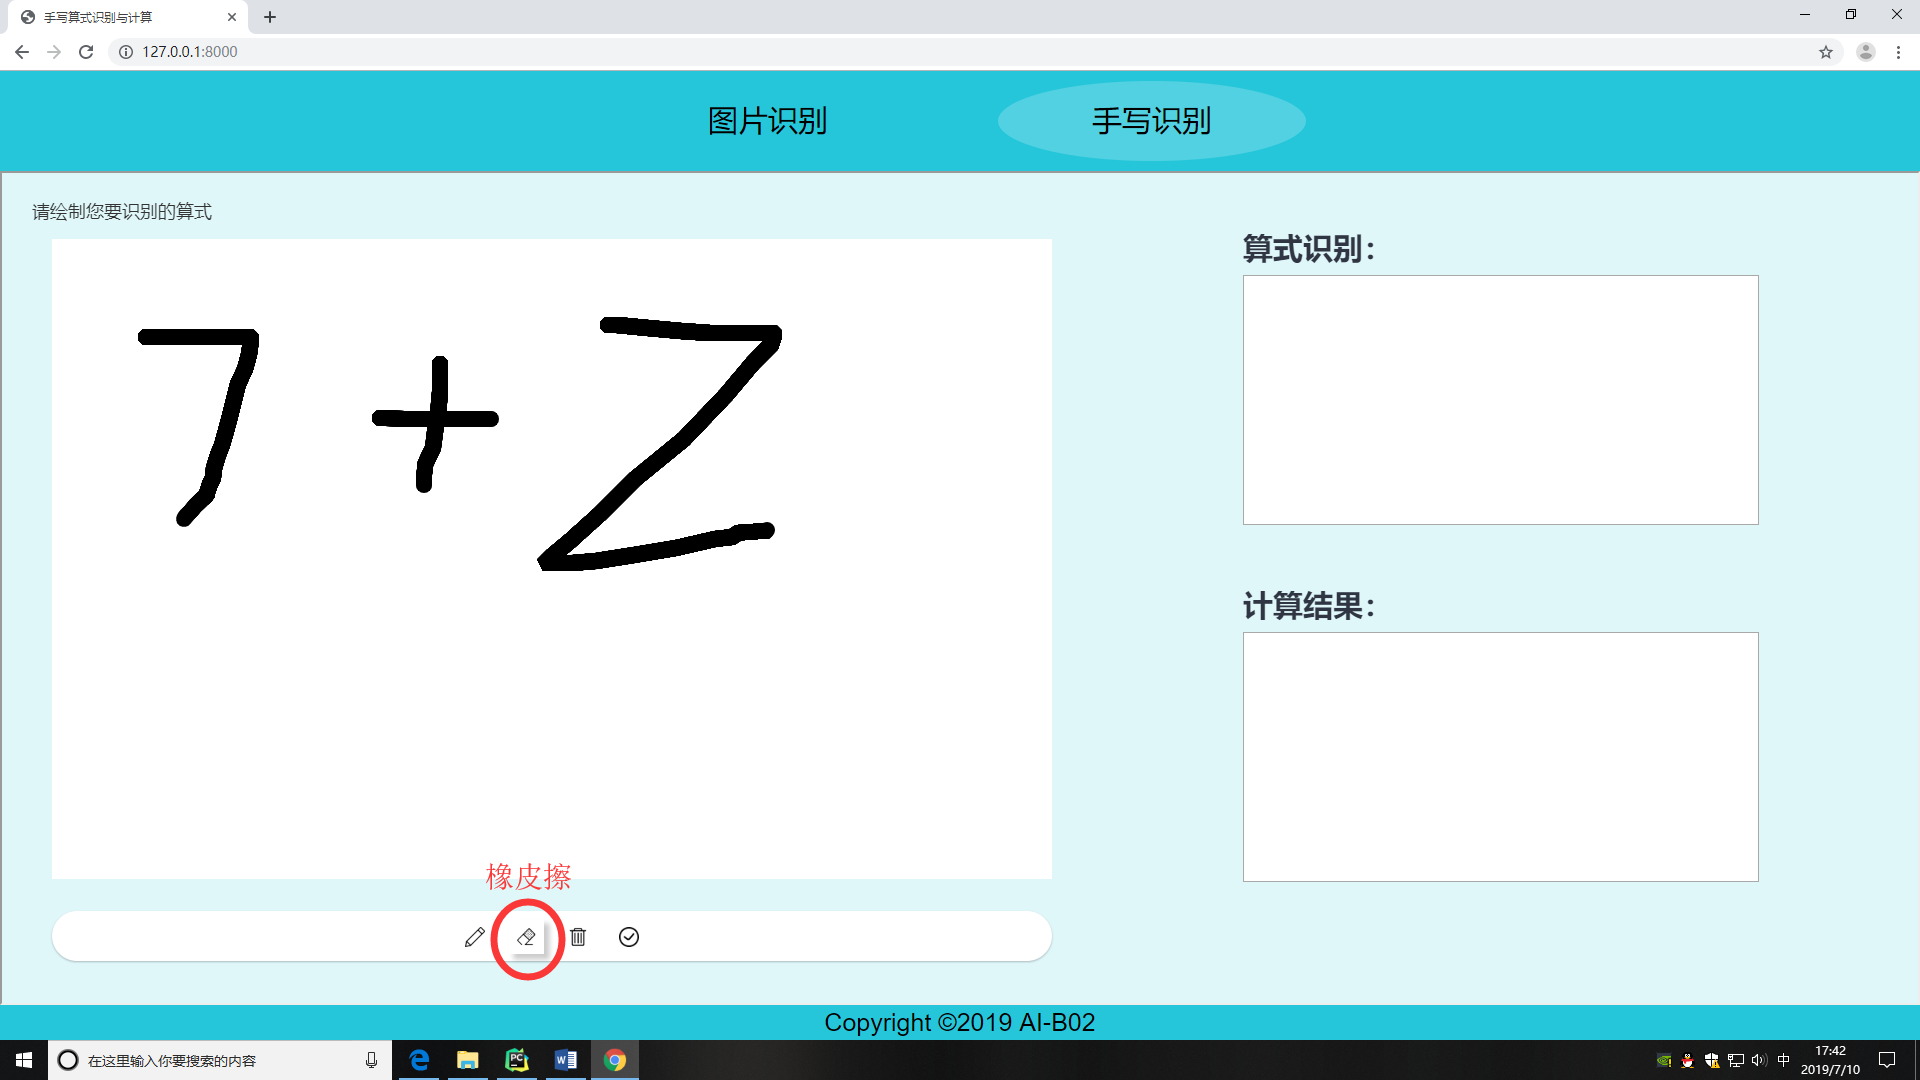 手写算式识别与计算
127.0.0.1:8000
图片识别 手写识别
请绘制您要识别的算式
算式识别：
7+2
计算结果：
橡皮擦
Copyright ©2019 AI-B02
在这里输入你要搜索的内容
中
17:42
2019/7/10